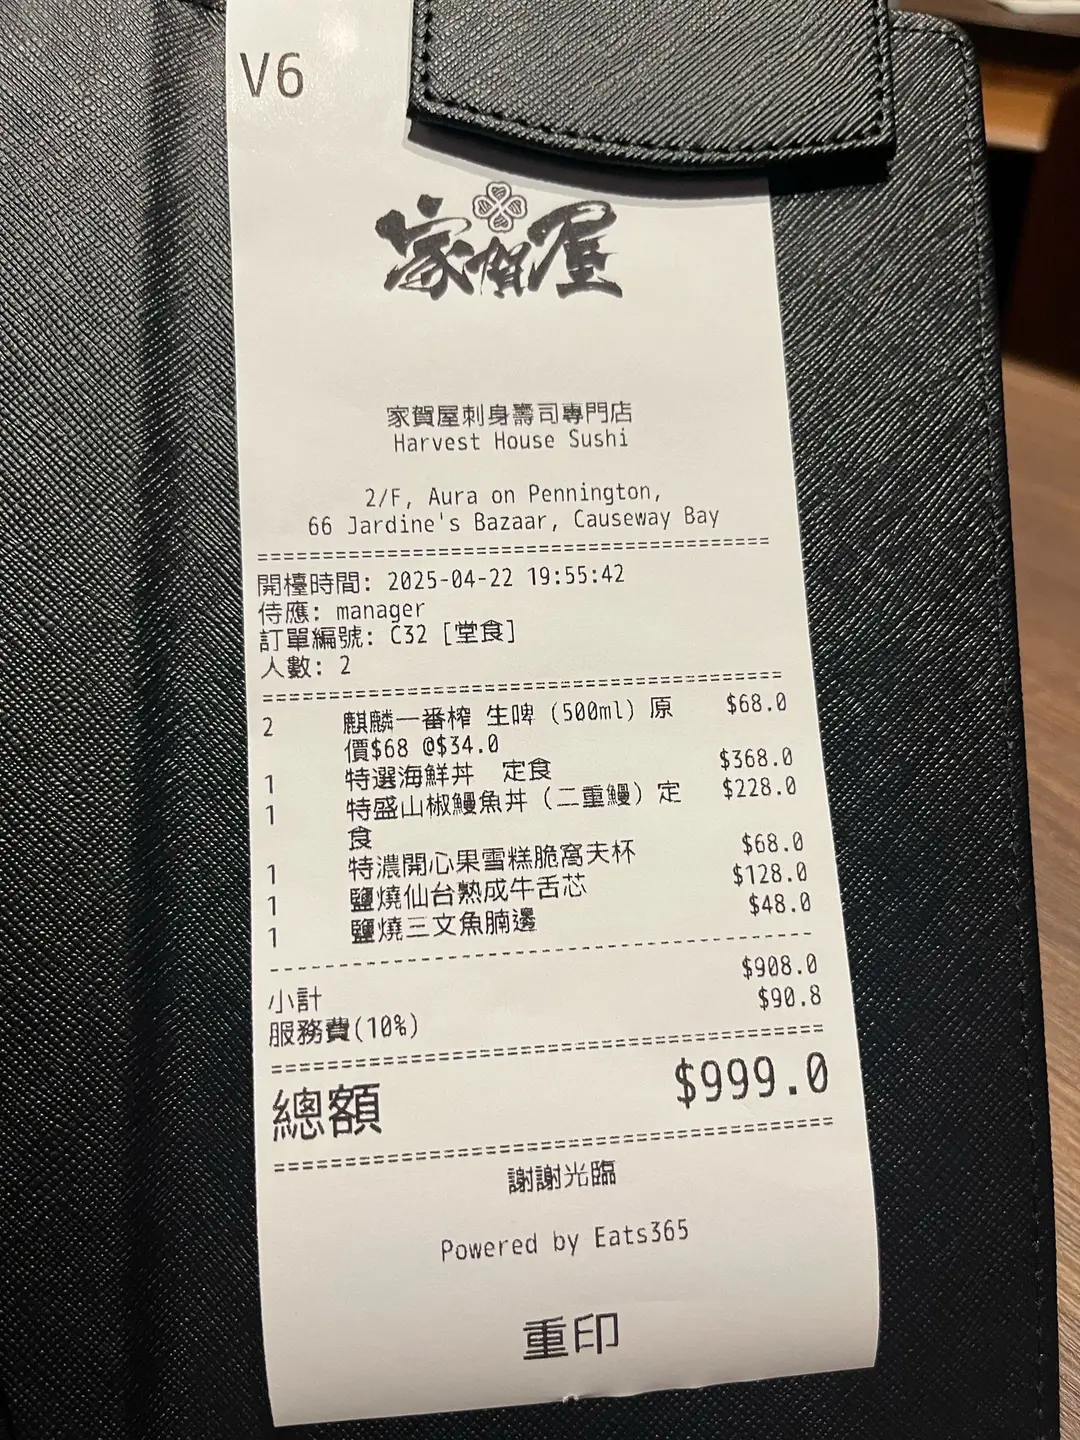 V6
家賀屋
家賀屋刺身壽司專門店
Harvest House Sushi
2/F, Aura on Pennington,
66 Jardine's Bazaar, Causeway Bay
================================================
開檯時間: 2025-04-22 19:55:42
侍應: manager
訂單編號: C32 [堂食]
人數: 2
================================================
2 麒麟一番榨 生啤 (500ml) 原 $68.0
價$68 @$34.0
1 特選海鮮丼 定食 $368.0
1 特盛山椒鰻魚丼 (二重鰻) 定 $228.0
食
1 特濃開心果雪糕脆窩夫杯 $68.0
1 鹽燒仙台熟成牛舌芯 $128.0
1 鹽燒三文魚腩邊 $48.0
------------------------------------------------
小計 $908.0
服務費(10%) $90.8
================================================
總額 $999.0
================================================
謝謝光臨
Powered by Eats365
重印